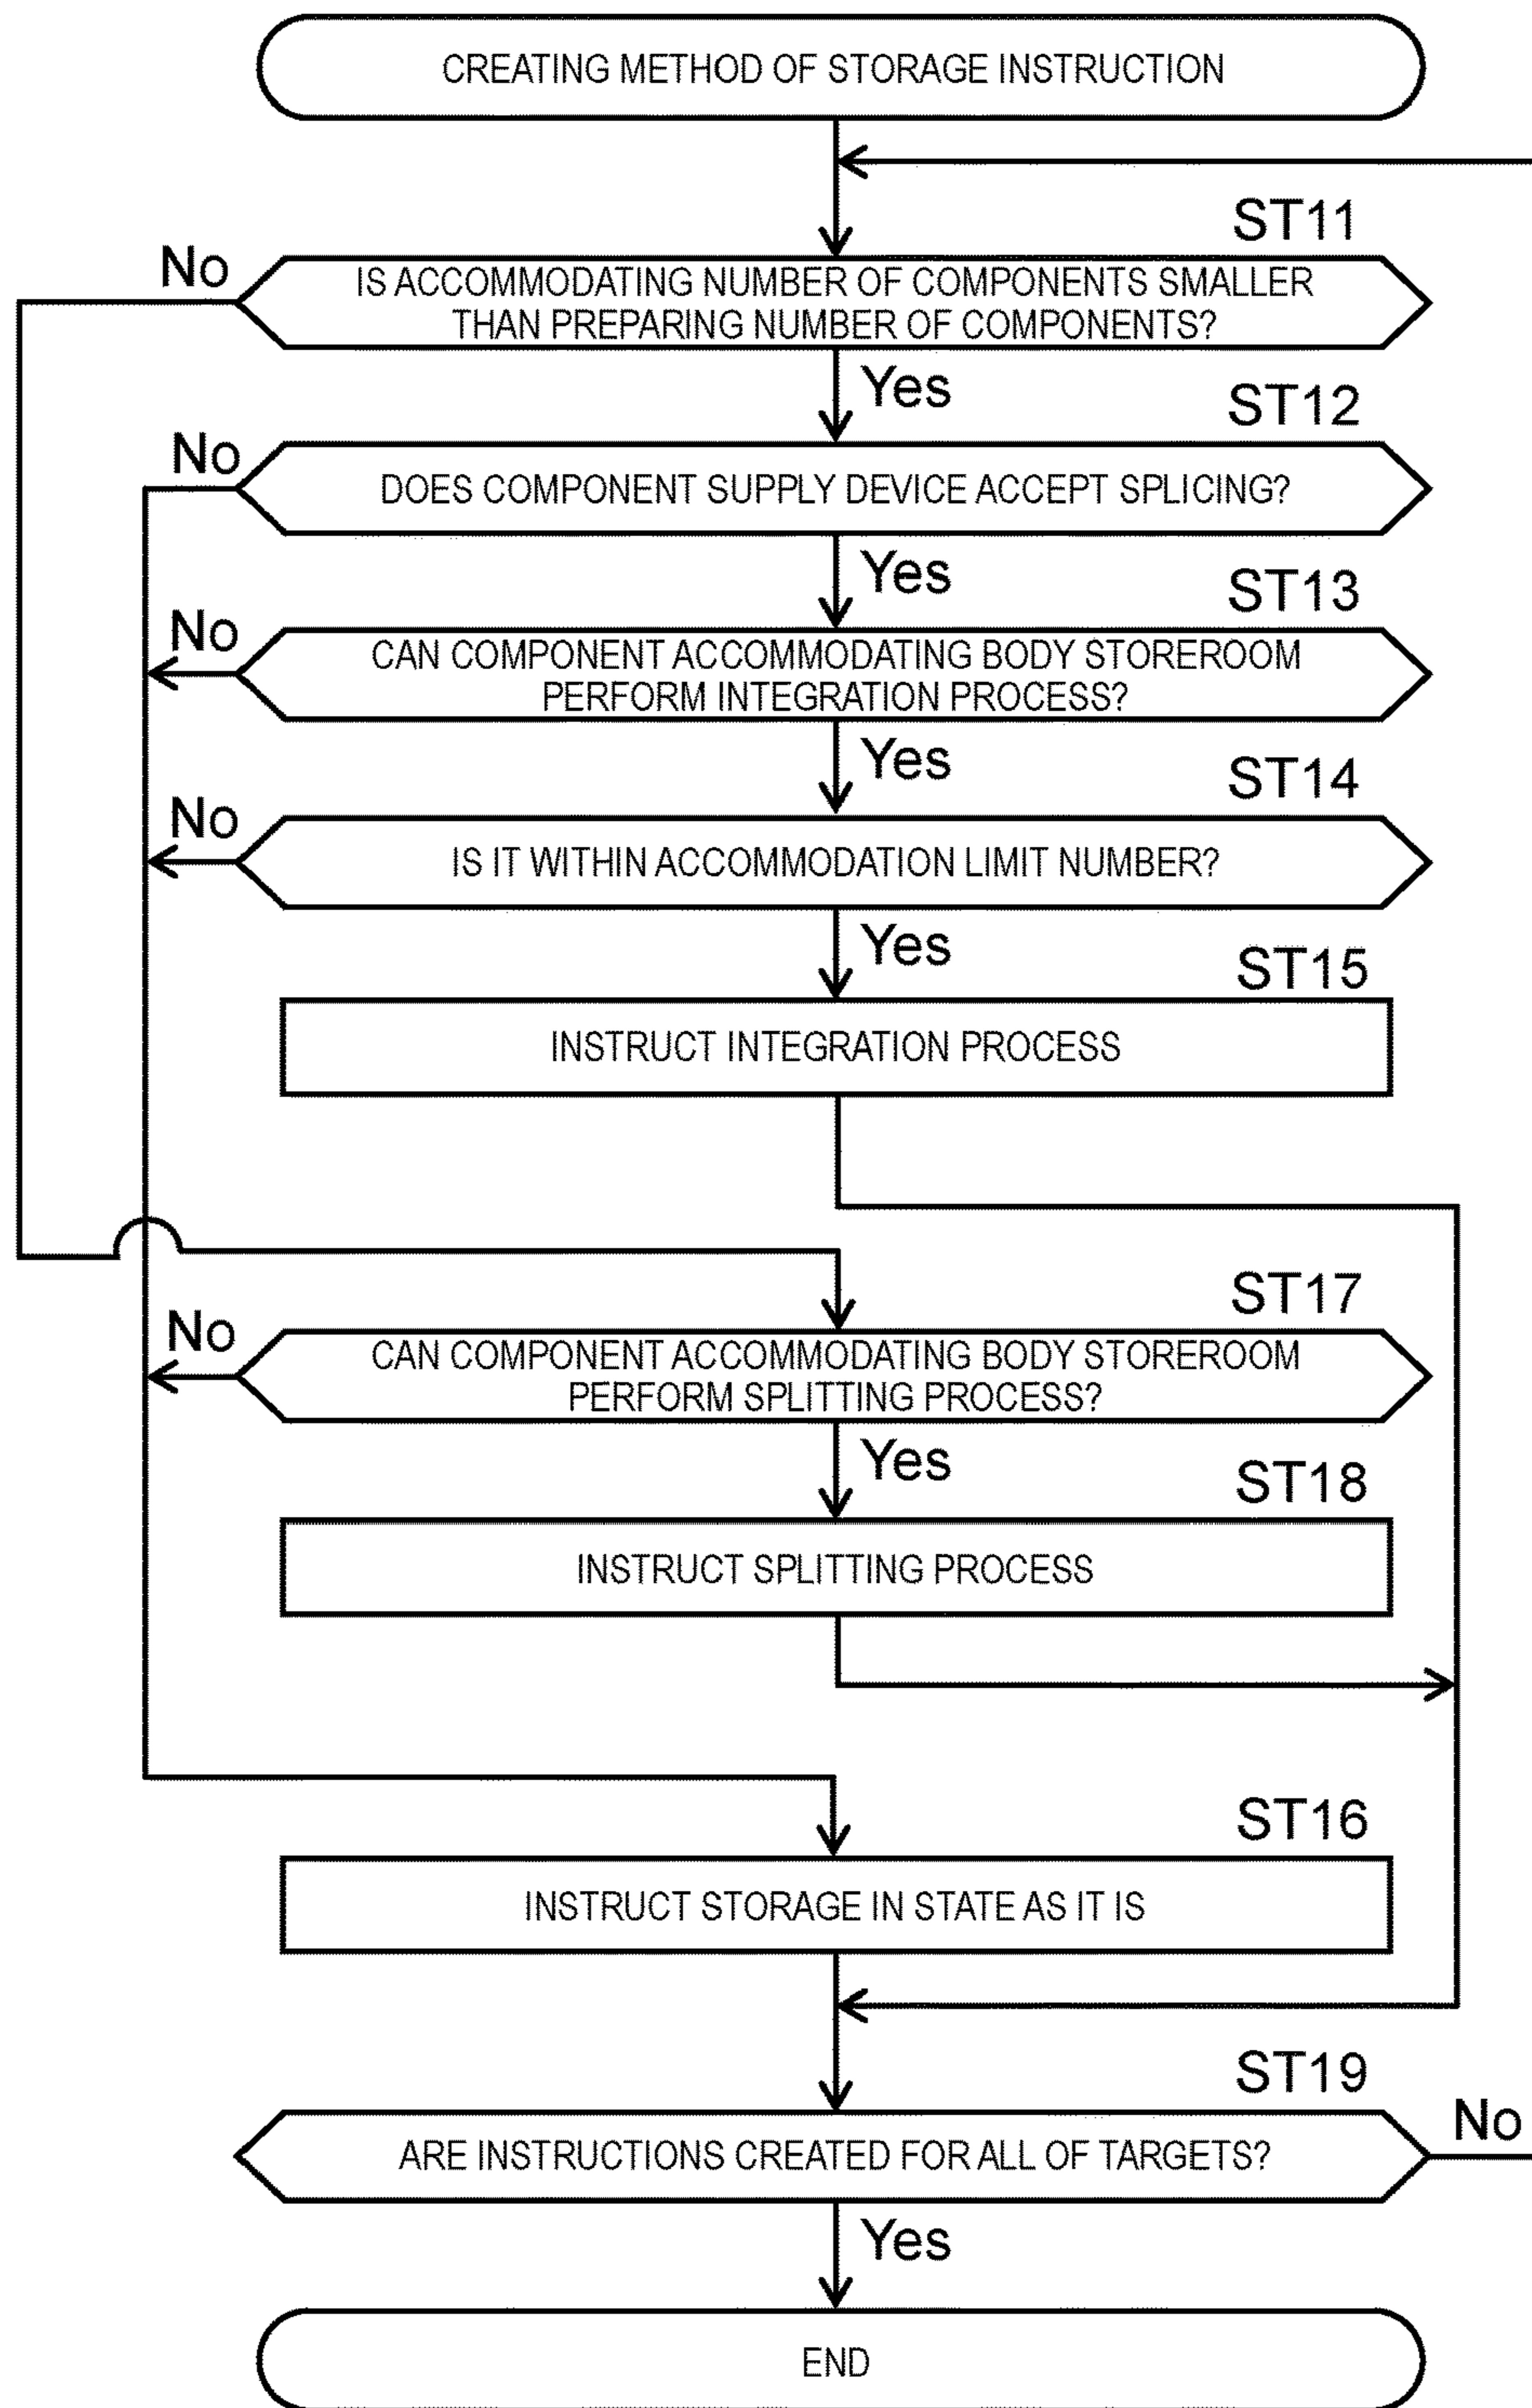 CREATING METHOD OF STORAGE INSTRUCTION
ST11
No
IS ACCOMMODATING NUMBER OF COMPONENTS SMALLER
THAN PREPARING NUMBER OF COMPONENTS?
Yes
ST12
No
DOES COMPONENT SUPPLY DEVICE ACCEPT SPLICING?
Yes
ST13
No
CAN COMPONENT ACCOMMODATING BODY STOREROOM
PERFORM INTEGRATION PROCESS?
Yes
ST14
No
IS IT WITHIN ACCOMMODATION LIMIT NUMBER?
Yes
ST15
INSTRUCT INTEGRATION PROCESS
ST17
No
CAN COMPONENT ACCOMMODATING BODY STOREROOM
PERFORM SPLITTING PROCESS?
Yes
ST18
INSTRUCT SPLITTING PROCESS
ST16
INSTRUCT STORAGE IN STATE AS IT IS
ST19
No
ARE INSTRUCTIONS CREATED FOR ALL OF TARGETS?
Yes
END